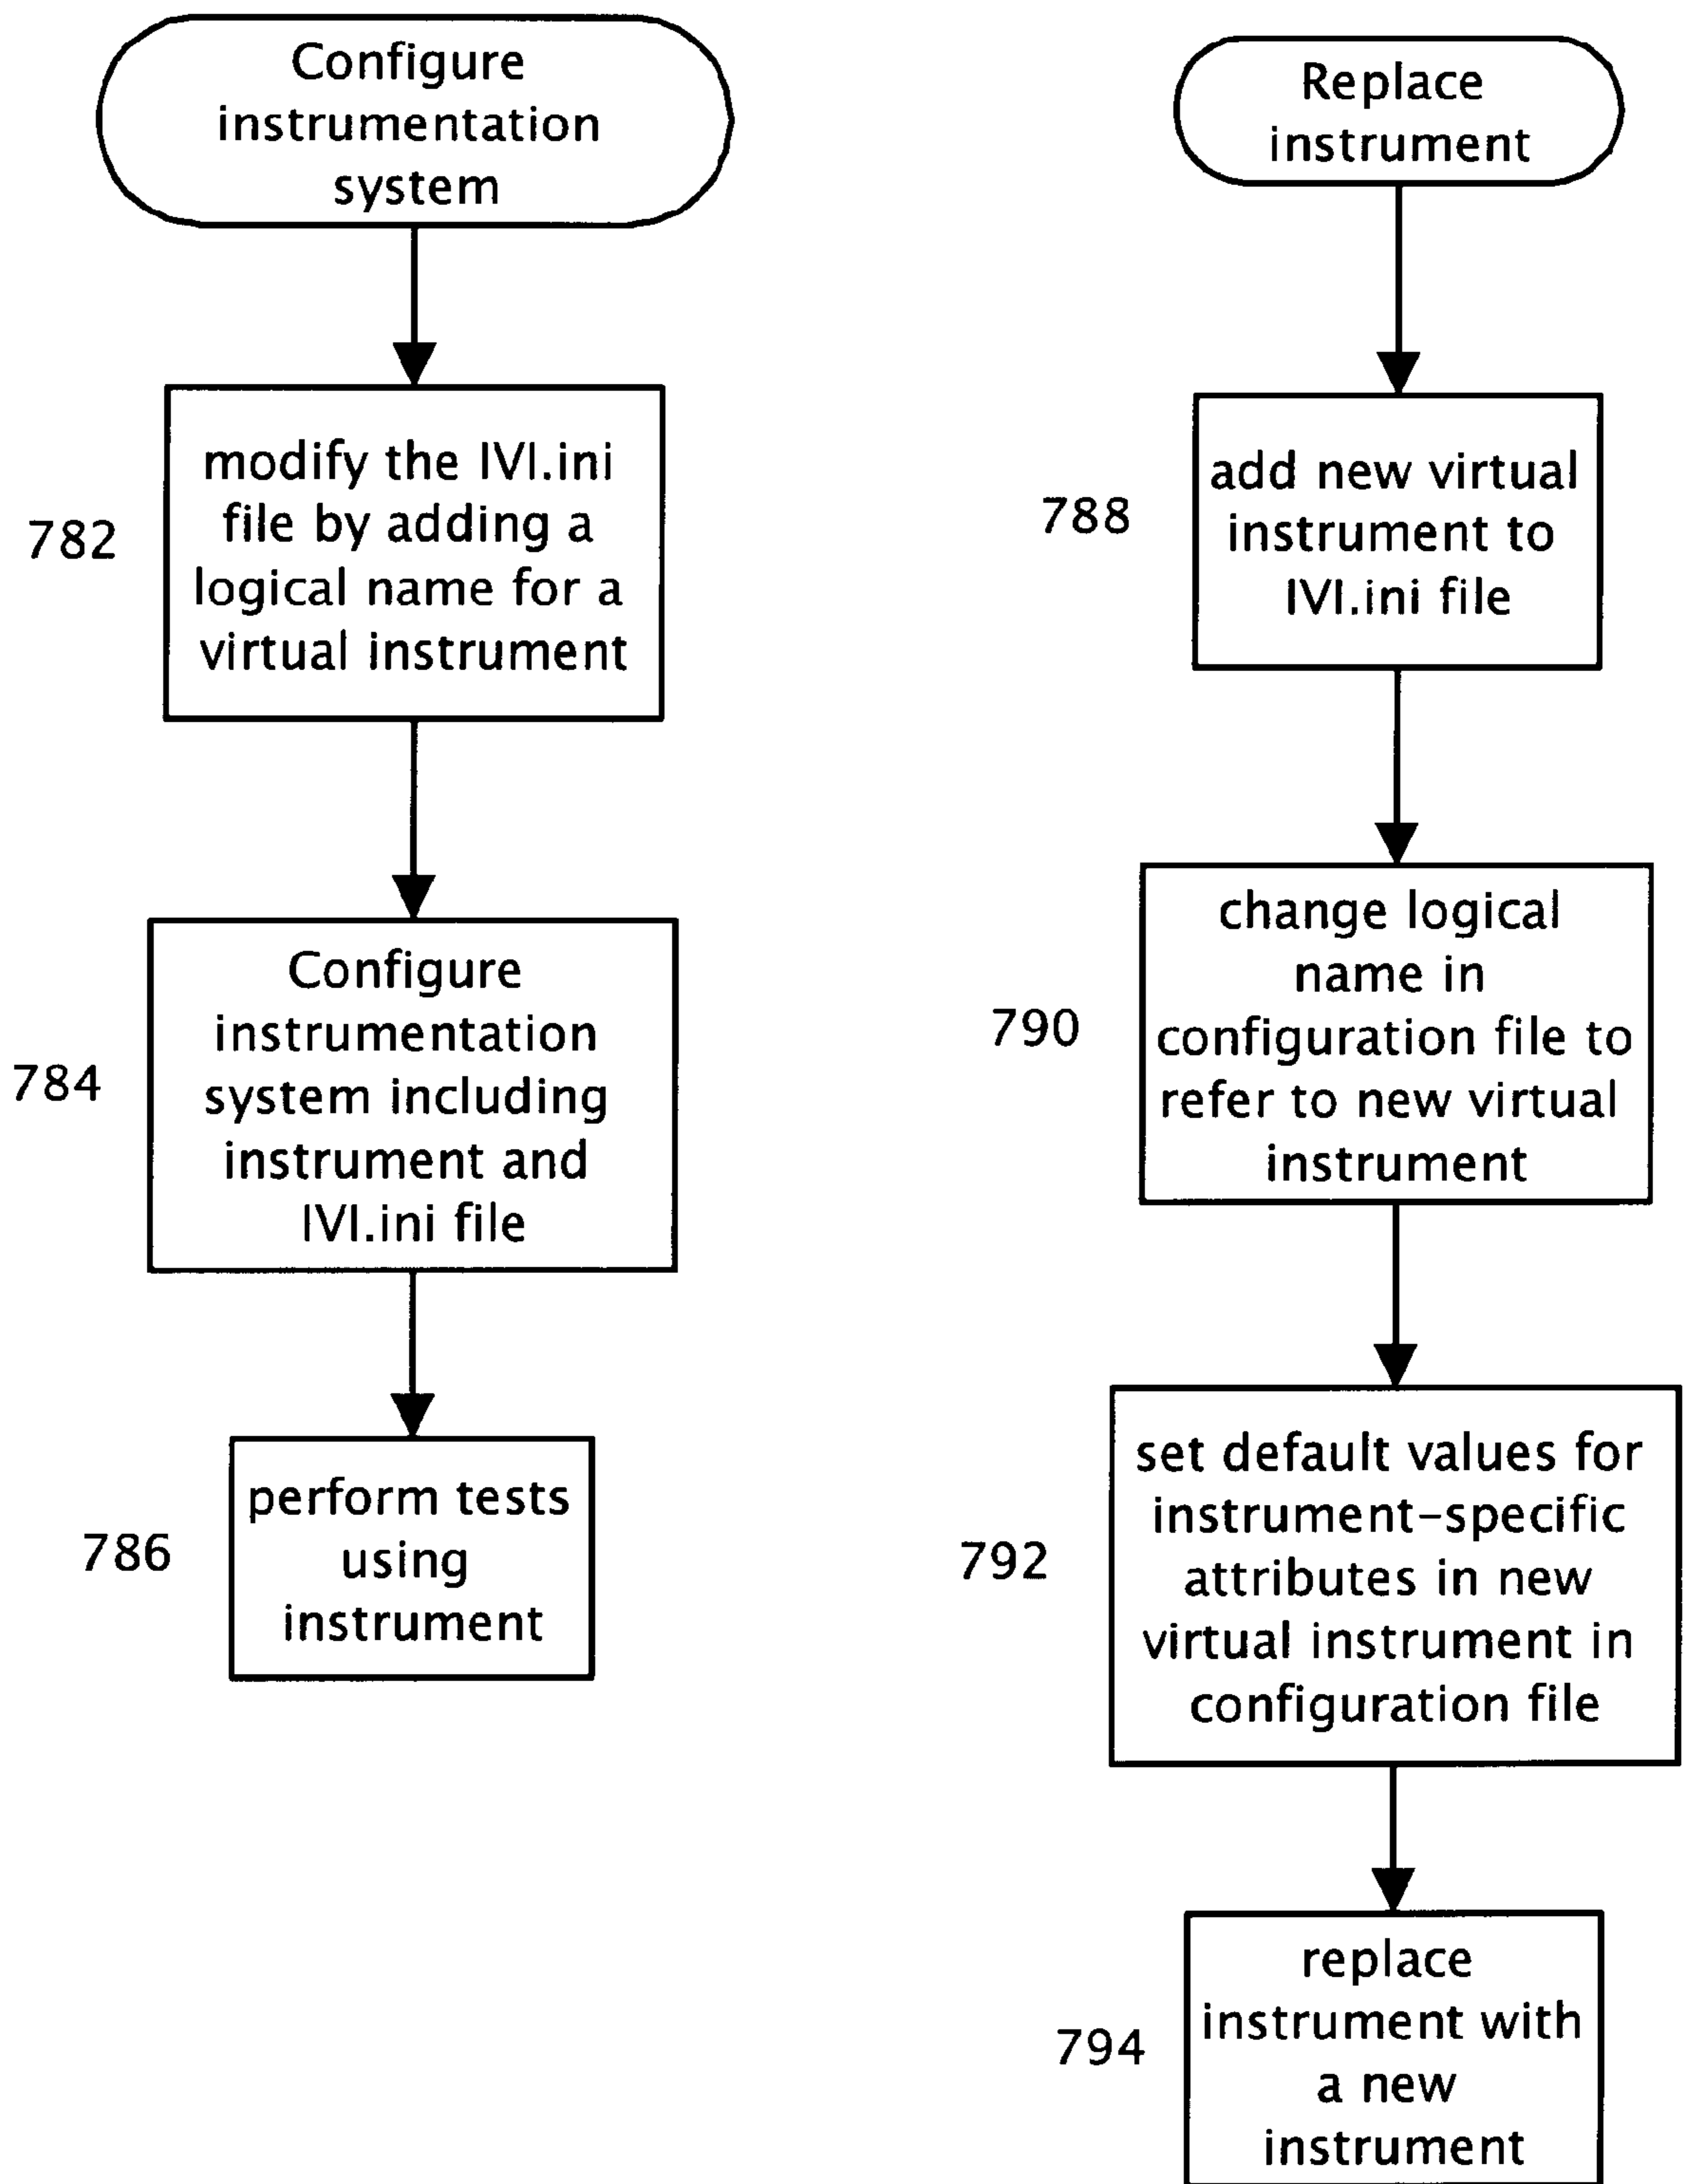 Configure
instrumentation
system
782
modify the IVI.ini
file by adding a
logical name for a
virtual instrument
784
Configure
instrumentation
system including
instrument and
IVI.ini file
786
perform tests
using
instrument
Replace
instrument
788
add new virtual
instrument to
IVI.ini file
790
change logical
name in
configuration file to
refer to new virtual
instrument
792
set default values for
instrument-specific
attributes in new
virtual instrument in
configuration file
794
replace
instrument with
a new
instrument